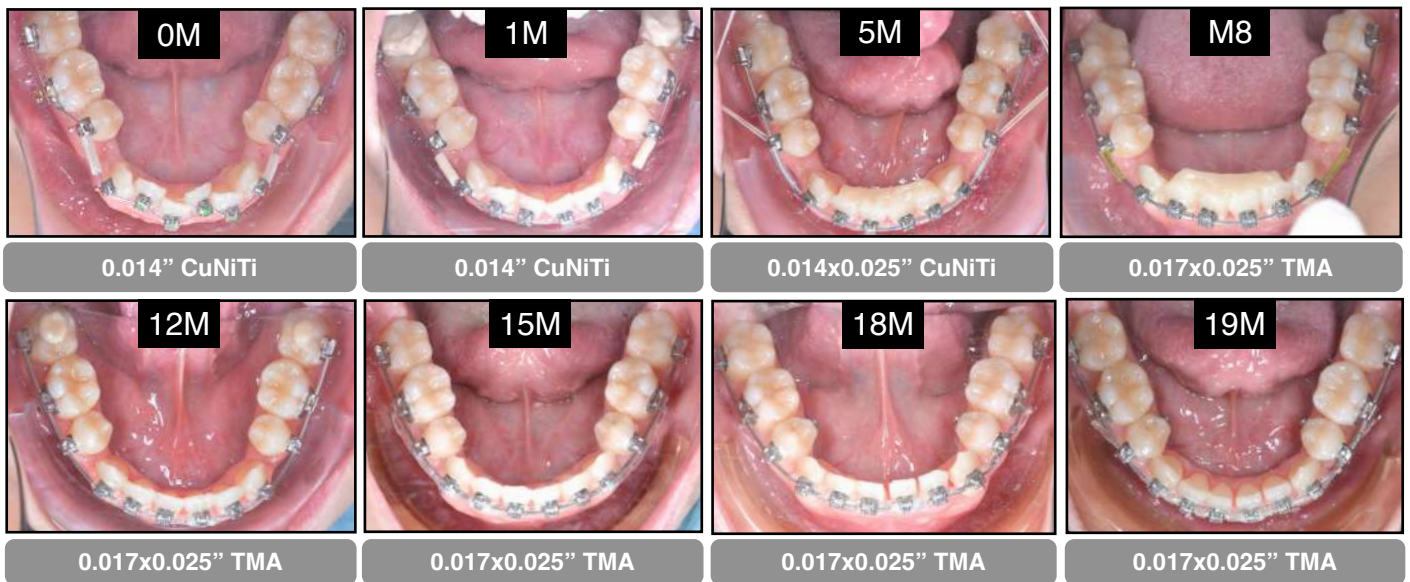 0M
1M
5M
M8
0.014” CuNiTi
0.014” CuNiTi
0.014x0.025” CuNiTi
0.017x0.025” TMA
12M
15M
18M
19M
0.017x0.025” TMA
0.017x0.025” TMA
0.017x0.025” TMA
0.017x0.025” TMA